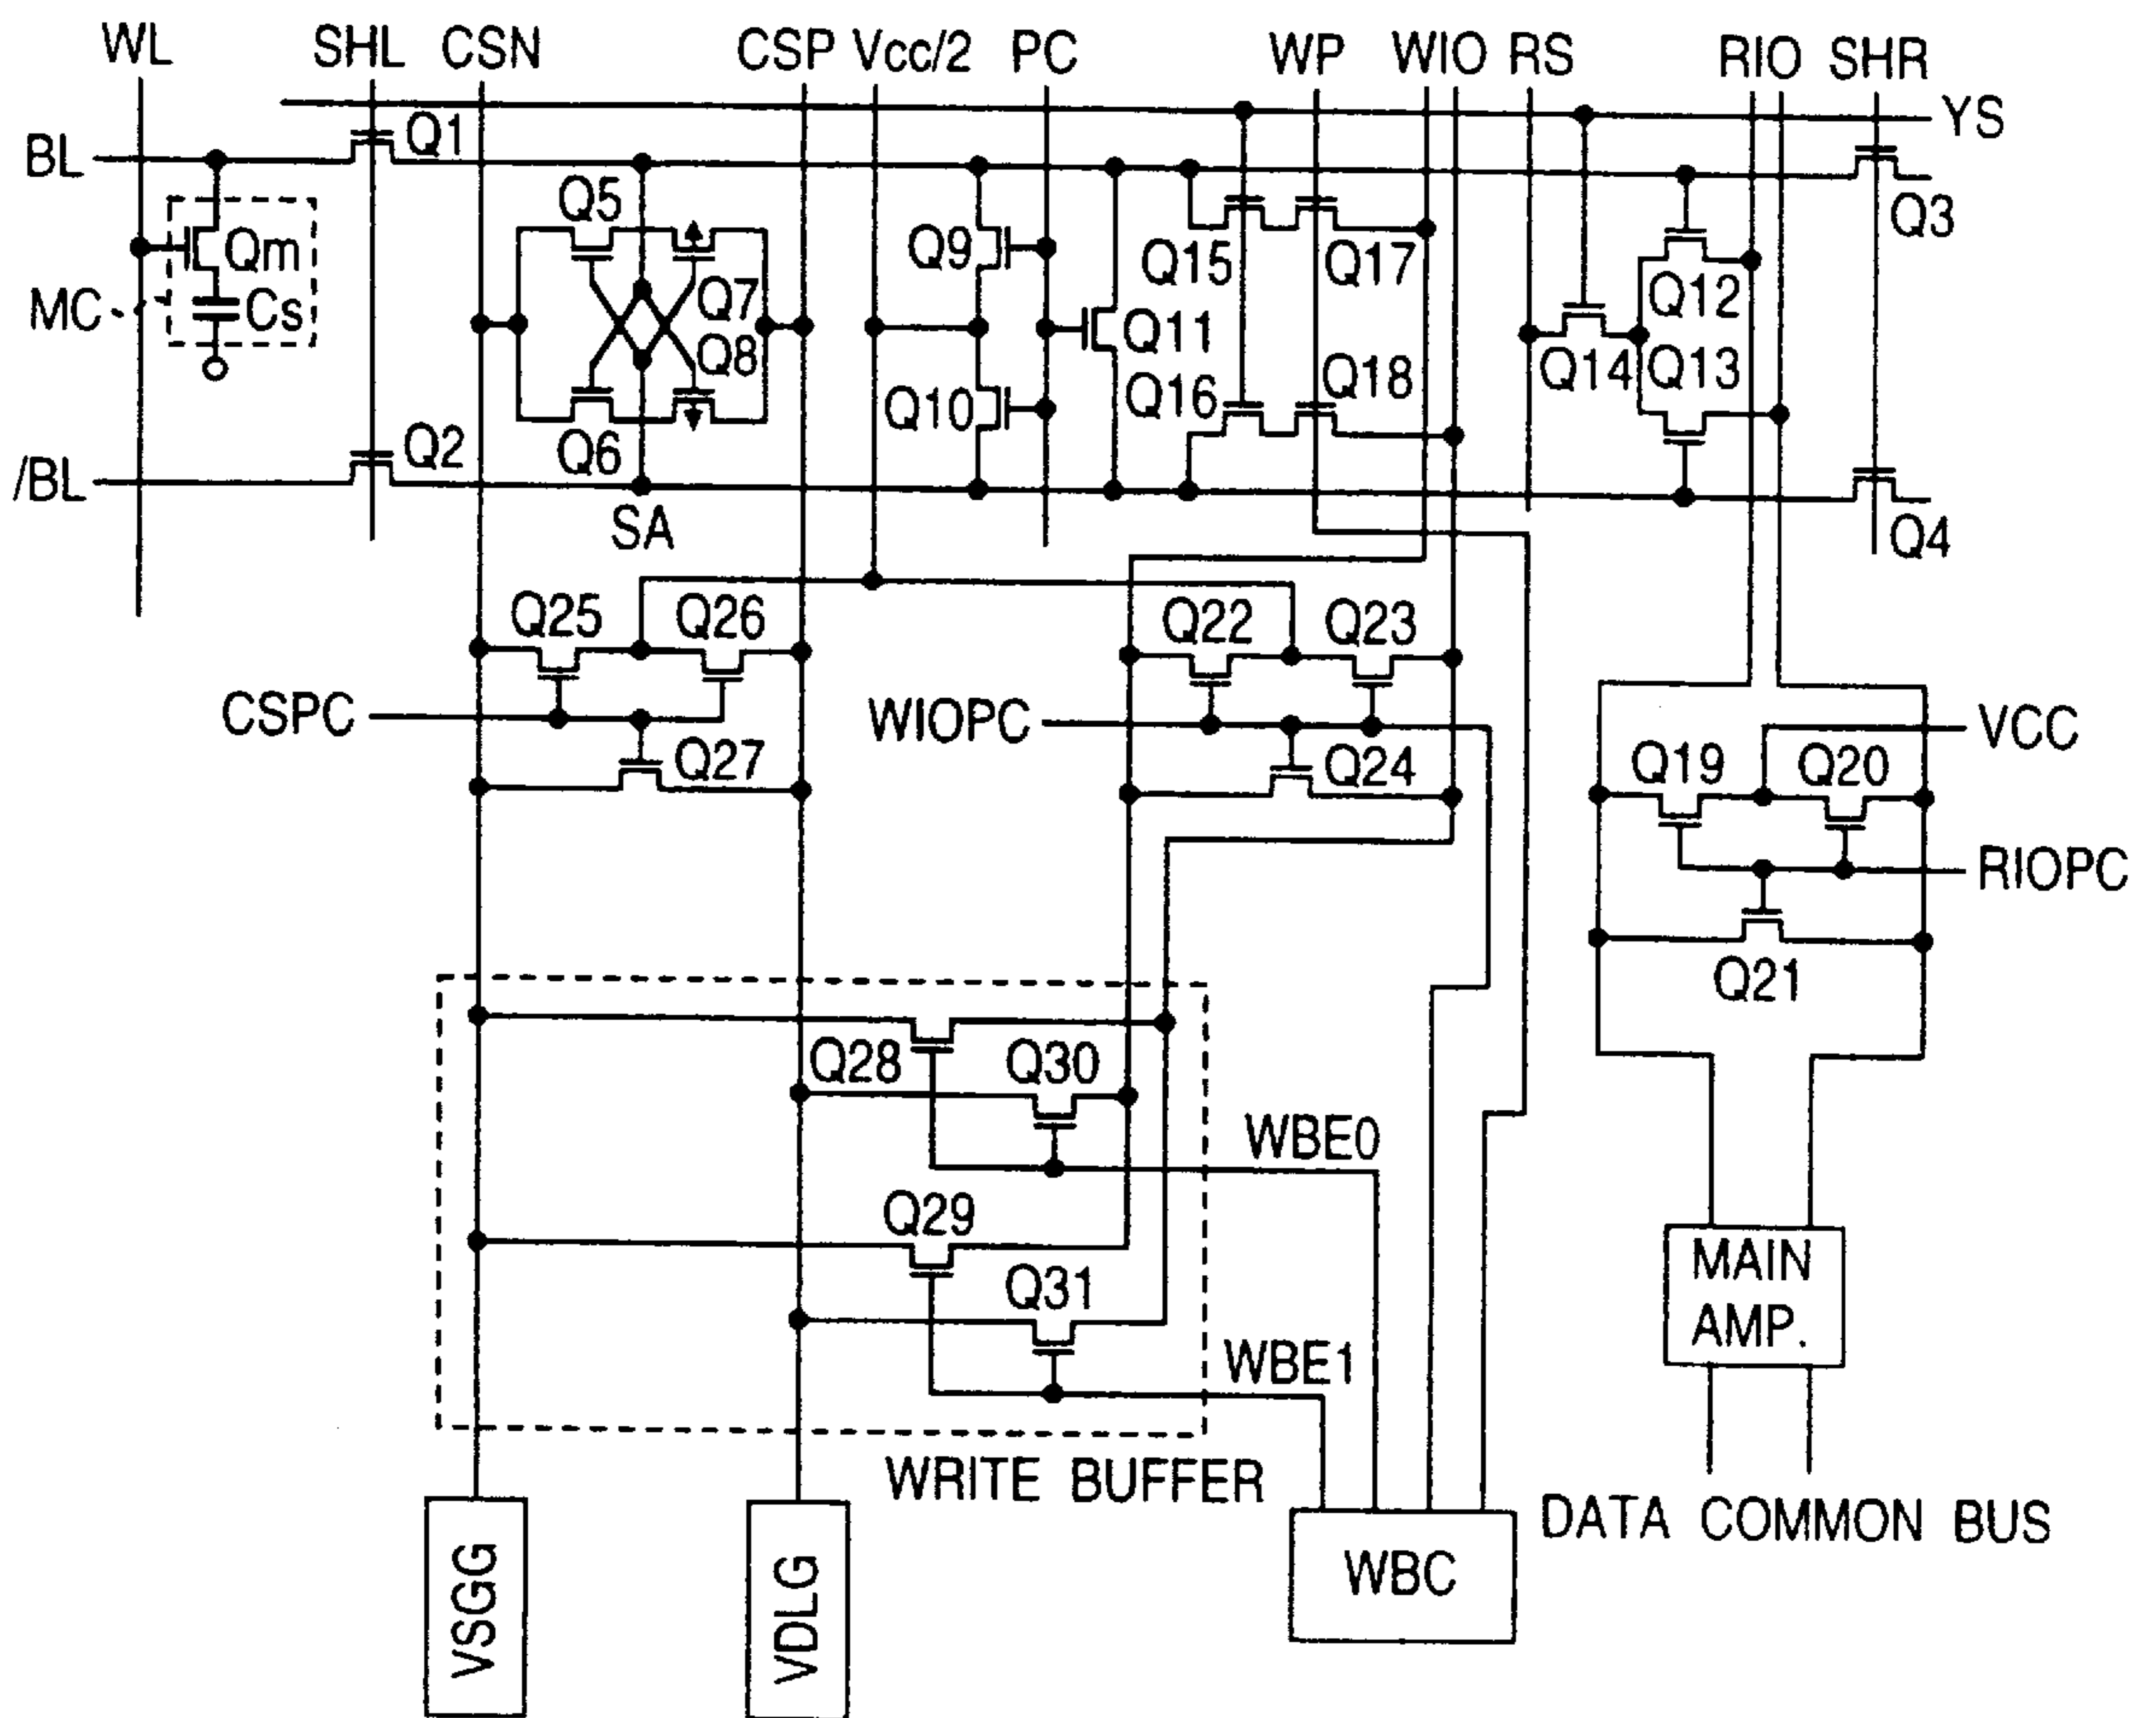 WL SHL CSN CSP Vcc/2 PC WP WIO RS RIO SHR
YS
BL
Q1
Q3
Q5
Qm
Q9
Q15
Q17
Q12
MC
Cs
Q7
Q11
Q8
Q14
Q13
Q10
Q16
Q18
Q2
Q6
/BL
SA
Q4
Q25
Q26
Q22
Q23
CSPC
WIOPC
VCC
Q27
Q24
Q19
Q20
RIOPC
Q21
Q28
Q30
WBE0
Q29
Q31
WBE1
MAIN
AMP.
WRITE BUFFER
DATA COMMON BUS
VSGG
VDLG
WBC